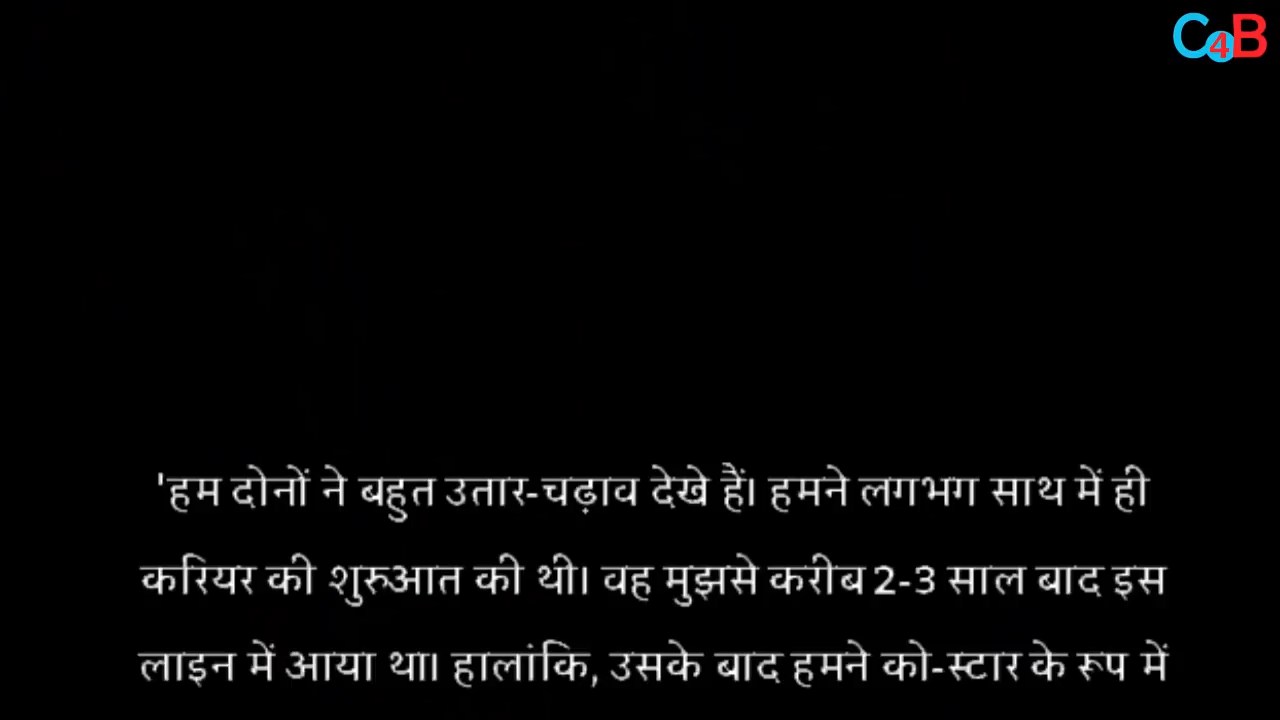 C4B
'हम दोनों ने बहुत उतार-चढ़ाव देखे हैं। हमने लगभग साथ में ही
करियर की शुरुआत की थी। वह मुझसे करीब 2-3 साल बाद इस
लाइन में आया था। हालांकि, उसके बाद हमने को-स्टार के रूप में